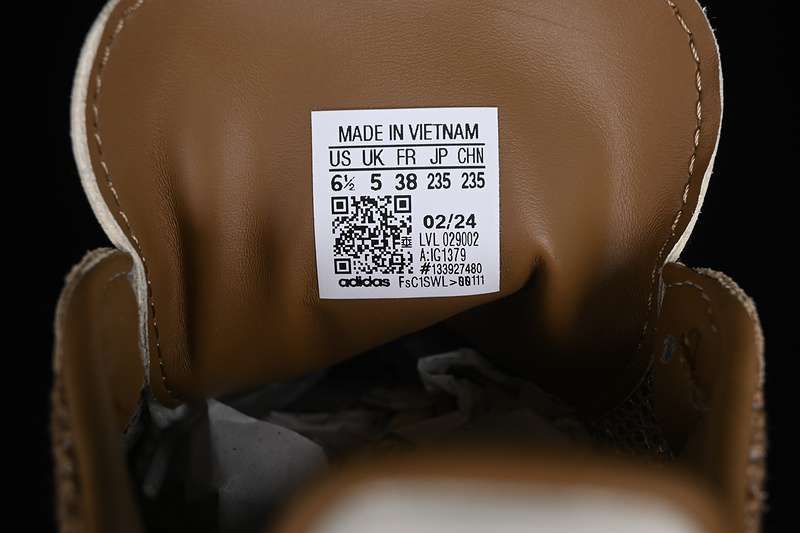 MADE IN VIETNAM
US UK FR JP CHN
6½ 5 38 235 235
02/24
LVL 029002
A:IG1379
#133927480
adidas FsC1SWL>00111